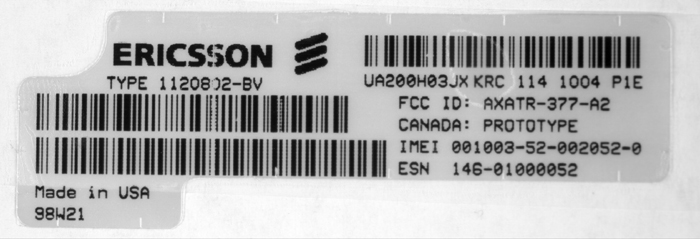 ERICSSON
TYPE 1120802-BV
UA200H03JX KRC 114 1004 P1E
FCC ID: AXATR-377-A2
CANADA: PROTOTYPE
IMEI 001003-52-002052-0
ESN 146-01000052
Made in USA
98W21